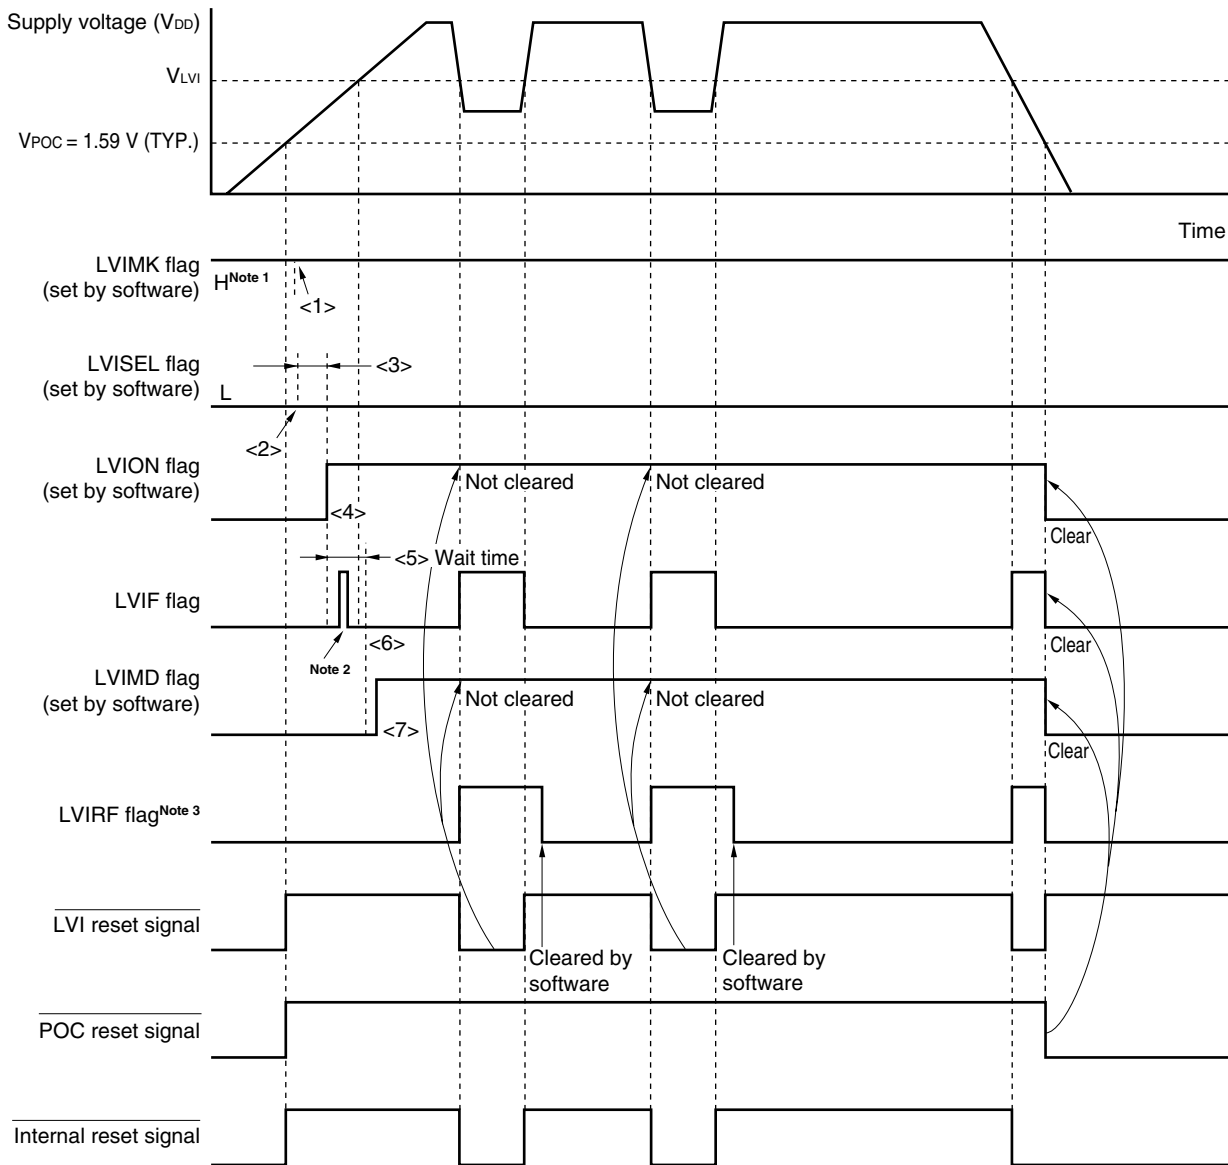 Supply voltage (VDD)
VLVI
VPOC = 1.59 V (TYP.)
Time
LVIMK flag
(set by software)
H Note 1
<1>
LVISEL flag
(set by software)
<3>
L
<2>
LVION flag
(set by software)
Not cleared
Not cleared
<4>
Clear
<5> Wait time
LVIF flag
Note 2
<6>
Clear
LVIMD flag
(set by software)
Not cleared
Not cleared
<7>
Clear
LVIRF flag Note 3
LVI reset signal
Cleared by
software
Cleared by
software
POC reset signal
Internal reset signal